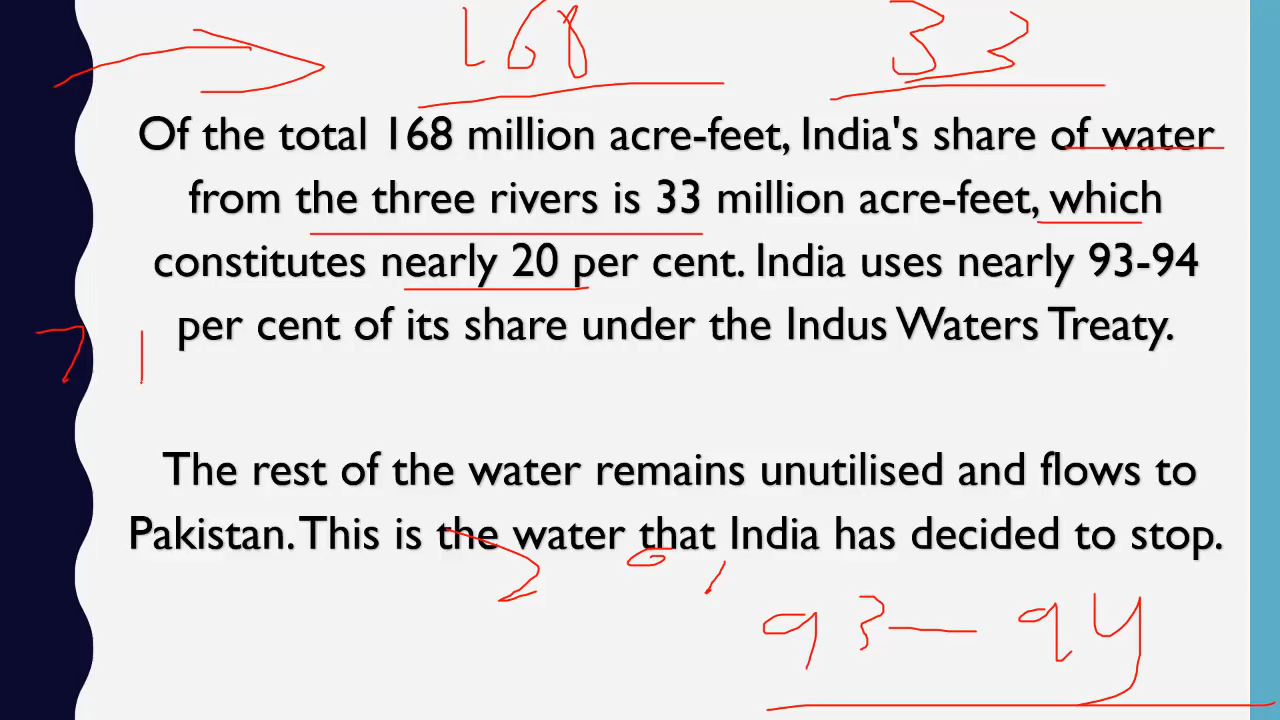 168 33
Of the total 168 million acre-feet, India's share of water
from the three rivers is 33 million acre-feet, which
constitutes nearly 20 per cent. India uses nearly 93-94
per cent of its share under the Indus Waters Treaty.
The rest of the water remains unutilised and flows to
Pakistan. This is the water that India has decided to stop.
93-94